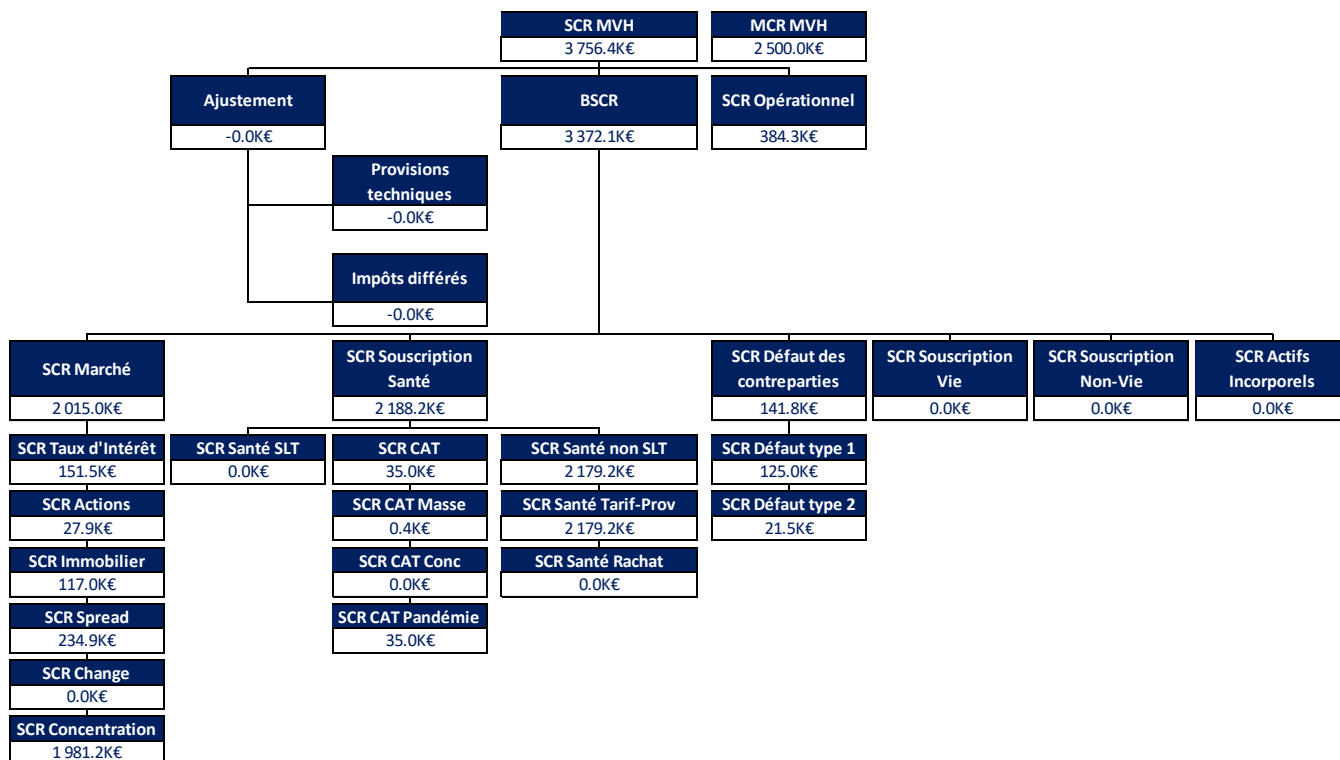 SCR MVH
3 756.4K€
MCR MVH
2 500.0K€
Ajustement
-0.0K€
BSCR
3 372.1K€
SCR Opérationnel
384.3K€
Provisions
techniques
-0.0K€
Impôts différés
-0.0K€
SCR Marché
2 015.0K€
SCR Souscription
Santé
2 188.2K€
SCR Défaut des
contreparties
141.8K€
SCR Souscription
Vie
0.0K€
SCR Souscription
Non-Vie
0.0K€
SCR Actifs
Incorporels
0.0K€
SCR Taux d'Intérêt
151.5K€
SCR Actions
27.9K€
SCR Immobilier
117.0K€
SCR Spread
234.9K€
SCR Change
0.0K€
SCR Concentration
1 981.2K€
SCR Santé SLT
0.0K€
SCR CAT
35.0K€
SCR CAT Masse
0.4K€
SCR CAT Conc
0.0K€
SCR CAT Pandémie
35.0K€
SCR Santé non SLT
2 179.2K€
SCR Santé Tarif-Prov
2 179.2K€
SCR Santé Rachat
0.0K€
SCR Défaut type 1
125.0K€
SCR Défaut type 2
21.5K€